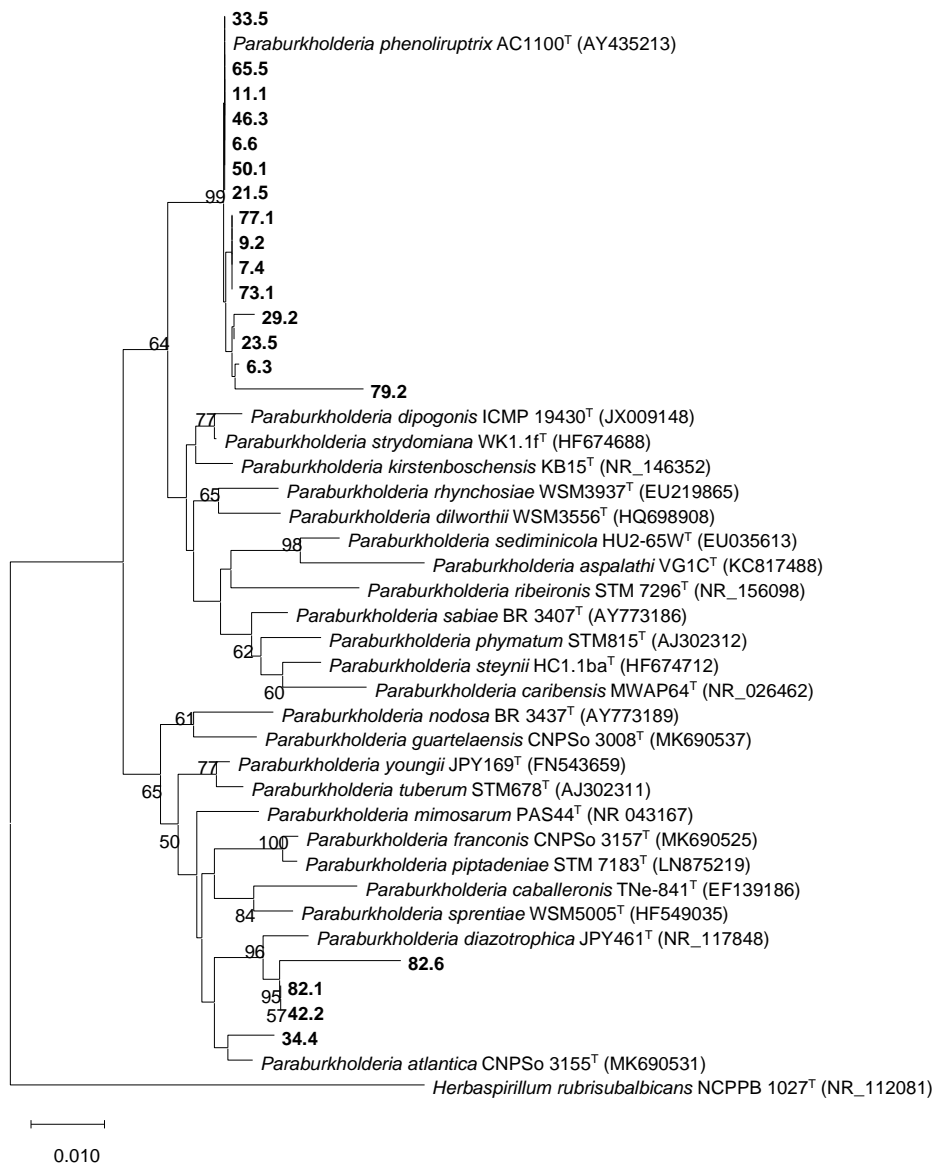 33.5
Paraburkholderia phenoliruptrix AC1100ᵀ (AY435213)
65.5
11.1
46.3
6.6
50.1
21.5
99
77.1
9.2
7.4
73.1
29.2
23.5
64
6.3
79.2
77 Paraburkholderia dipogonis ICMP 19430ᵀ (JX009148)
Paraburkholderia strydomiana WK1.1fᵀ (HF674688)
Paraburkholderia kirstenboschensis KB15ᵀ (NR_146352)
65 Paraburkholderia rhynchosiae WSM3937ᵀ (EU219865)
Paraburkholderia dilworthii WSM3556ᵀ (HQ698908)
98 Paraburkholderia sediminicola HU2-65Wᵀ (EU035613)
Paraburkholderia aspalathi VG1Cᵀ (KC817488)
Paraburkholderia ribeironis STM 7296ᵀ (NR_156098)
Paraburkholderia sabiae BR 3407ᵀ (AY773186)
Paraburkholderia phymatum STM815ᵀ (AJ302312)
62
Paraburkholderia steynii HC1.1baᵀ (HF674712)
60 Paraburkholderia caribensis MWAP64ᵀ (NR_026462)
61 Paraburkholderia nodosa BR 3437ᵀ (AY773189)
Paraburkholderia guartelaensis CNPSo 3008ᵀ (MK690537)
77 Paraburkholderia youngii JPY169ᵀ (FN543659)
65 Paraburkholderia tuberum STM678ᵀ (AJ302311)
Paraburkholderia mimosarum PAS44ᵀ (NR 043167)
50 100 Paraburkholderia franconis CNPSo 3157ᵀ (MK690525)
Paraburkholderia piptadeniae STM 7183ᵀ (LN875219)
Paraburkholderia caballeronis TNe-841ᵀ (EF139186)
84 Paraburkholderia sprentiae WSM5005ᵀ (HF549035)
Paraburkholderia diazotrophica JPY461ᵀ (NR_117848)
96
82.6
95 82.1
57 42.2
34.4
Paraburkholderia atlantica CNPSo 3155ᵀ (MK690531)
Herbaspirillum rubrisubalbicans NCPPB 1027ᵀ (NR_112081)
0.010